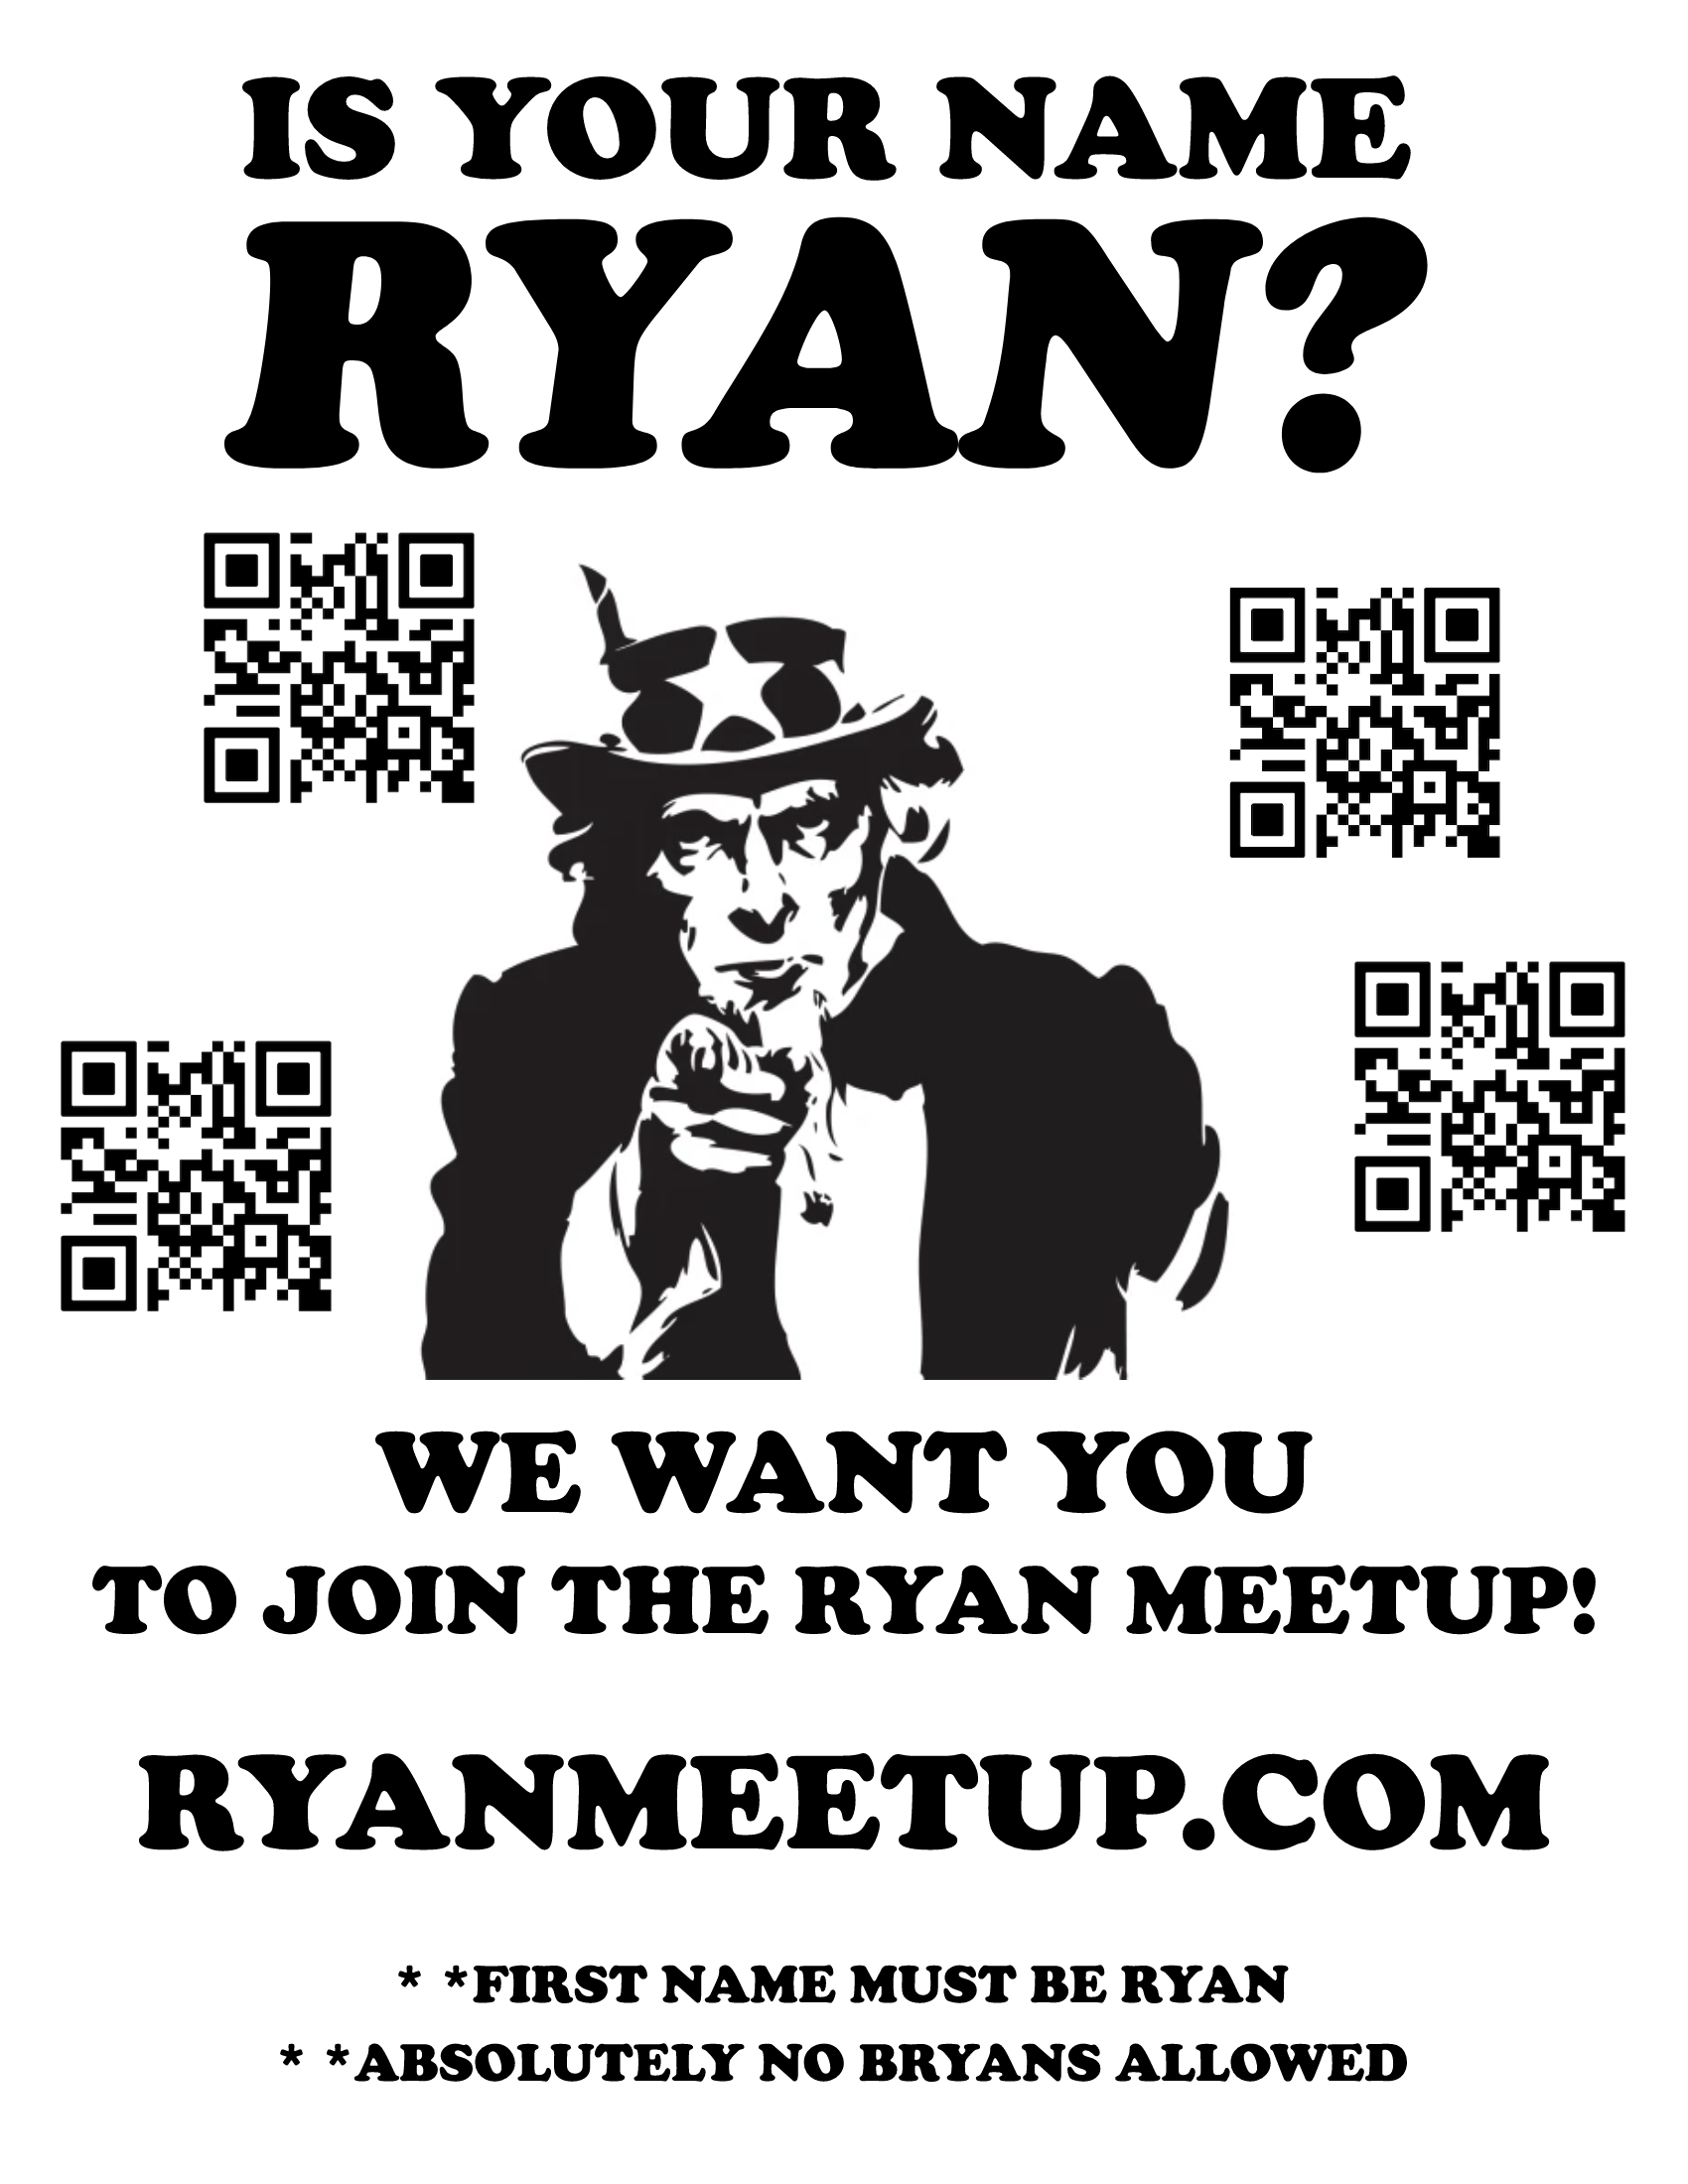 IS YOUR NAME
RYAN?
WE WANT YOU
TO JOIN THE RYAN MEETUP!
RYANMEETUP.COM
* *FIRST NAME MUST BE RYAN
* *ABSOLUTELY NO BRYANS ALLOWED